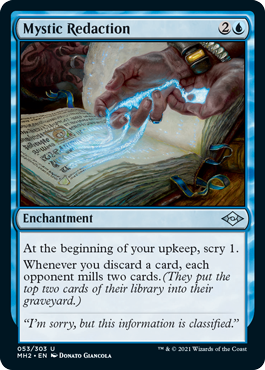 Mystic Redaction 2
Enchantment
At the beginning of your upkeep, scry 1.
Whenever you discard a card, each
opponent mills two cards.(They put the
top two cards of their library into their
graveyard.)
“I’m sorry, but this information is classified.”
053/303 U
MH2 • EN Donato Giancola
™ & © 2021 Wizards of the Coast